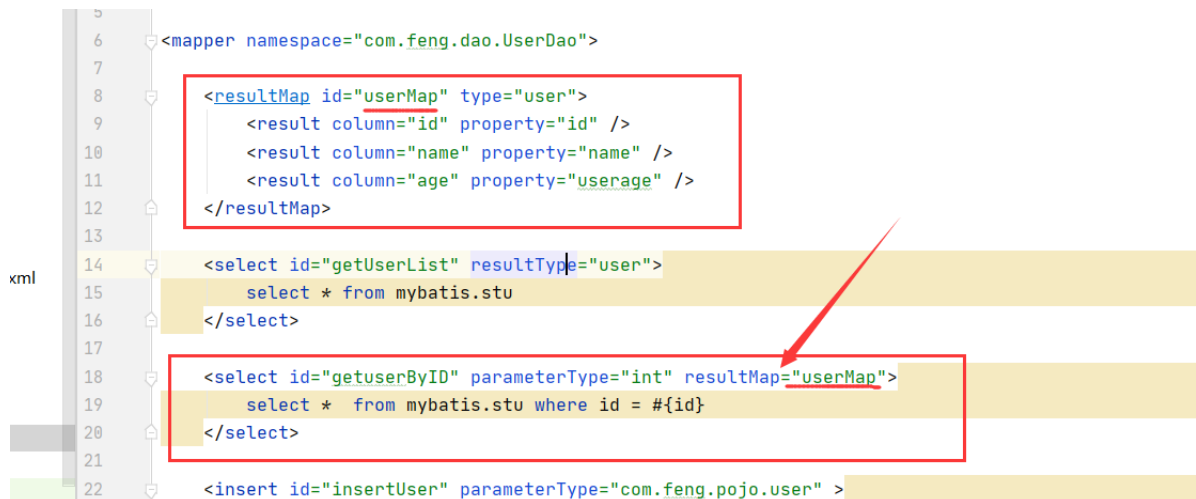 5
6 <mapper namespace="com.feng.dao.UserDao">
7
8 <resultMap id="userMap" type="user">
9 <result column="id" property="id" />
10 <result column="name" property="name" />
11 <result column="age" property="userage" />
12 </resultMap>
13
14 <select id="getUserList" resultType="user">
xml
15 select * from mybatis.stu
16 </select>
17
18 <select id="getuserByID" parameterType="int" resultMap="userMap">
19 select *  from mybatis.stu where id = #{id}
20 </select>
21
22 <insert id="insertUser" parameterType="com.feng.pojo.user" >